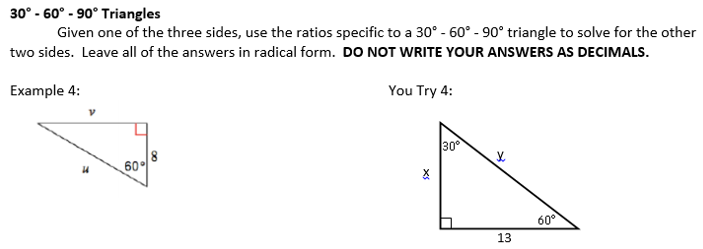 30° - 60° - 90° Triangles
Given one of the three sides, use the ratios specific to a 30° - 60° - 90° triangle to solve for the other
two sides. Leave all of the answers in radical form. DO NOT WRITE YOUR ANSWERS AS DECIMALS.
Example 4:
You Try 4:
v
8
60°
u
30°
y
x
60°
13